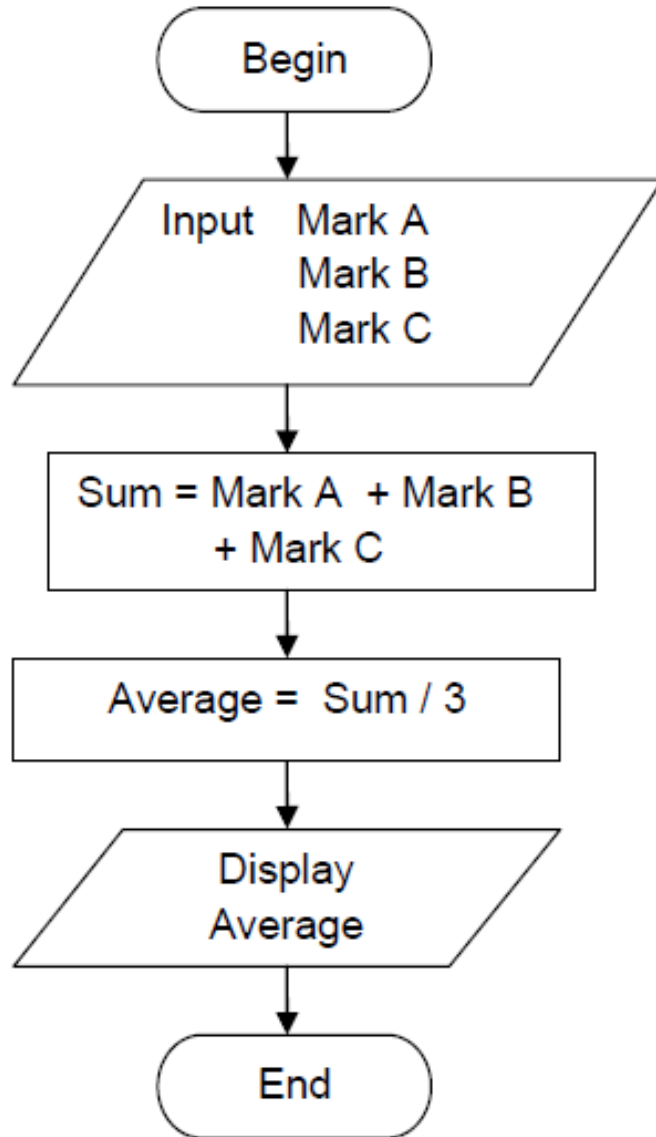 Begin
Input Mark A
Mark B
Mark C
Sum = Mark A + Mark B
+ Mark C
Average = Sum / 3
Display
Average
End